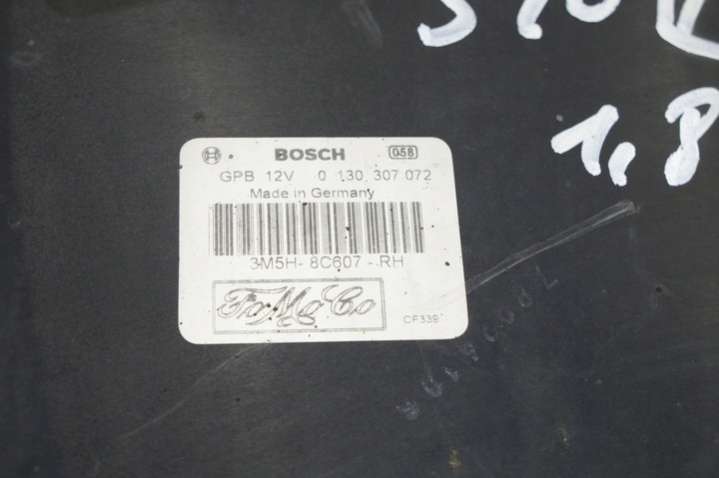 1,8
BOSCH 058
GPB 12V 0 130 307 072
Made in Germany
3M5H-8C607-RH
FoMoCo
CF339